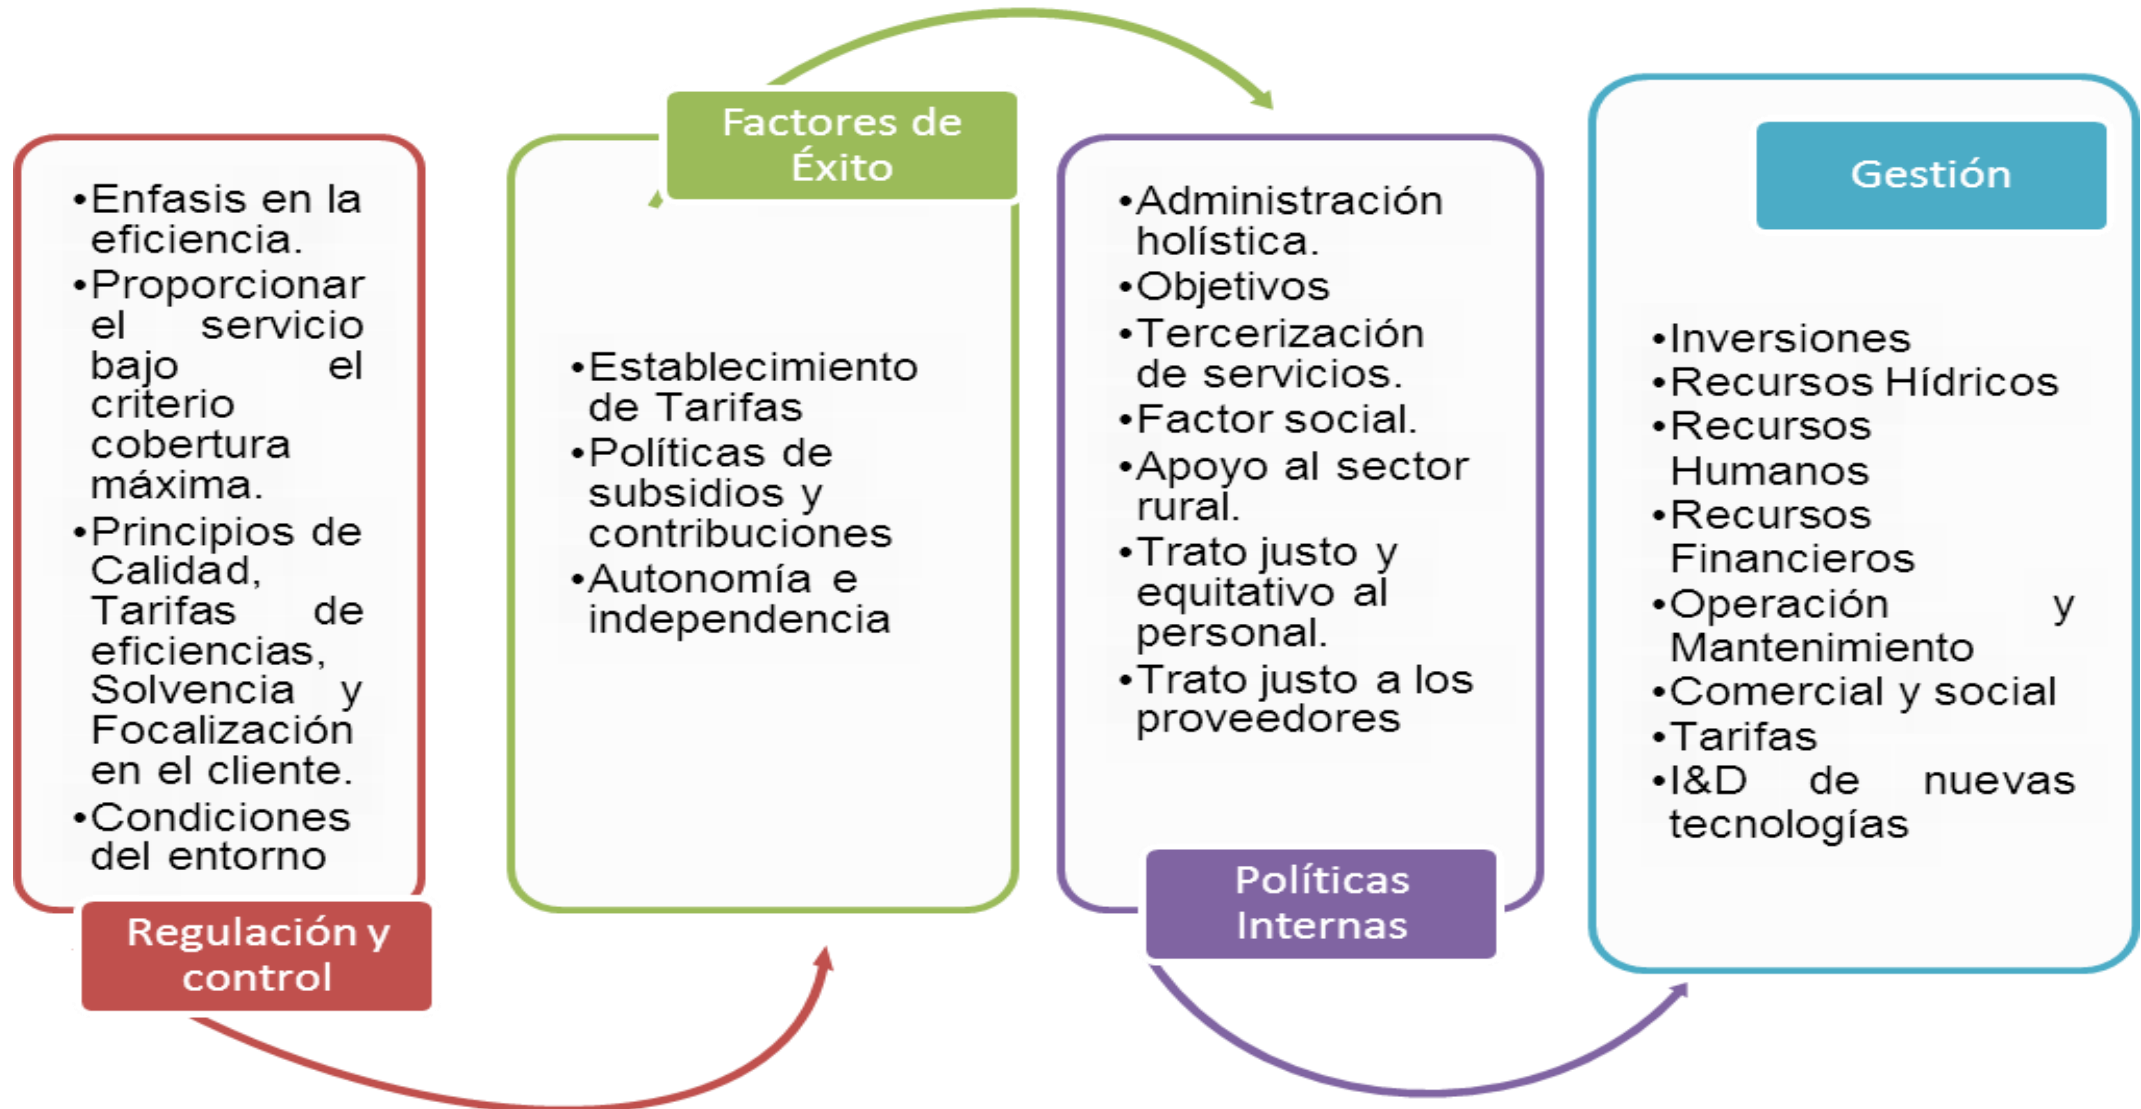 •Enfasis en la
eficiencia.
•Proporcionar
el servicio
bajo el
criterio
cobertura
máxima.
•Principios de
Calidad,
Tarifas de
eficiencias,
Solvencia y
Focalización
en el cliente.
•Condiciones
del entorno
Regulación y
control
Factores de
Éxito
•Establecimiento
de Tarifas
•Políticas de
subsidios y
contribuciones
•Autonomía e
independencia
•Administración
holística.
•Objetivos
•Tercerización
de servicios.
•Factor social.
•Apoyo al sector
rural.
•Trato justo y
equitativo al
personal.
•Trato justo a los
proveedores
Políticas
Internas
Gestión
•Inversiones
•Recursos Hídricos
•Recursos
Humanos
•Recursos
Financieros
•Operación y
Mantenimiento
•Comercial y social
•Tarifas
•I&D de nuevas
tecnologías